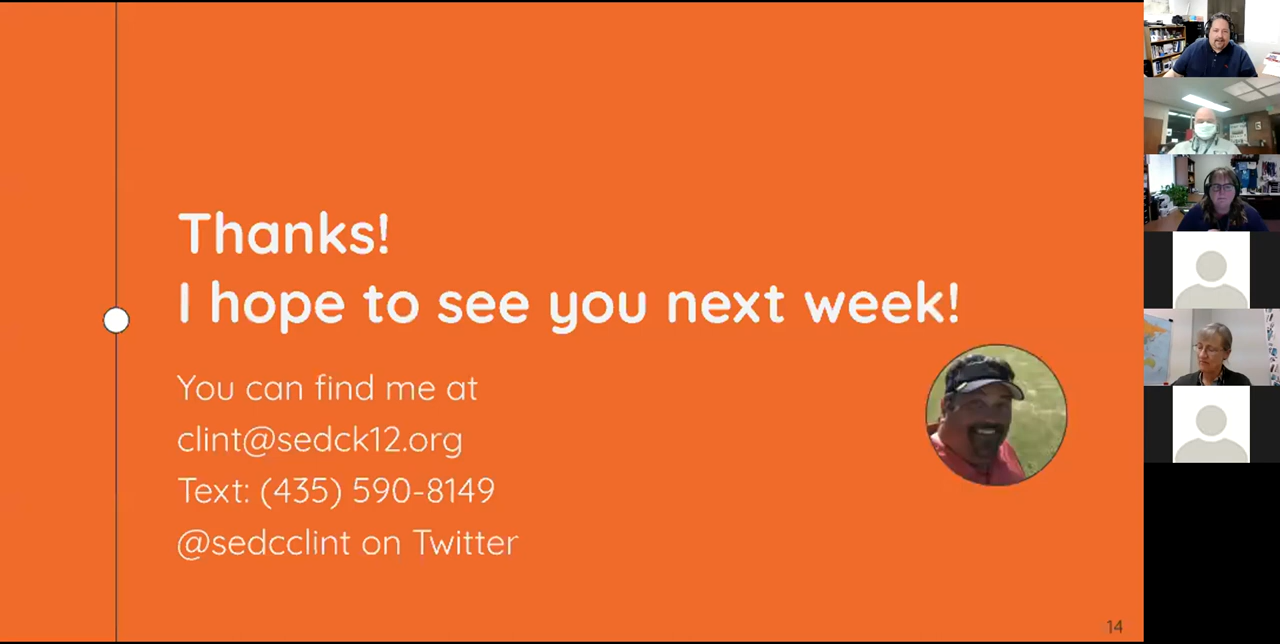 Thanks!
I hope to see you next week!
You can find me at
clint@sedck12.org
Text: (435) 590-8149
@sedcclint on Twitter
14